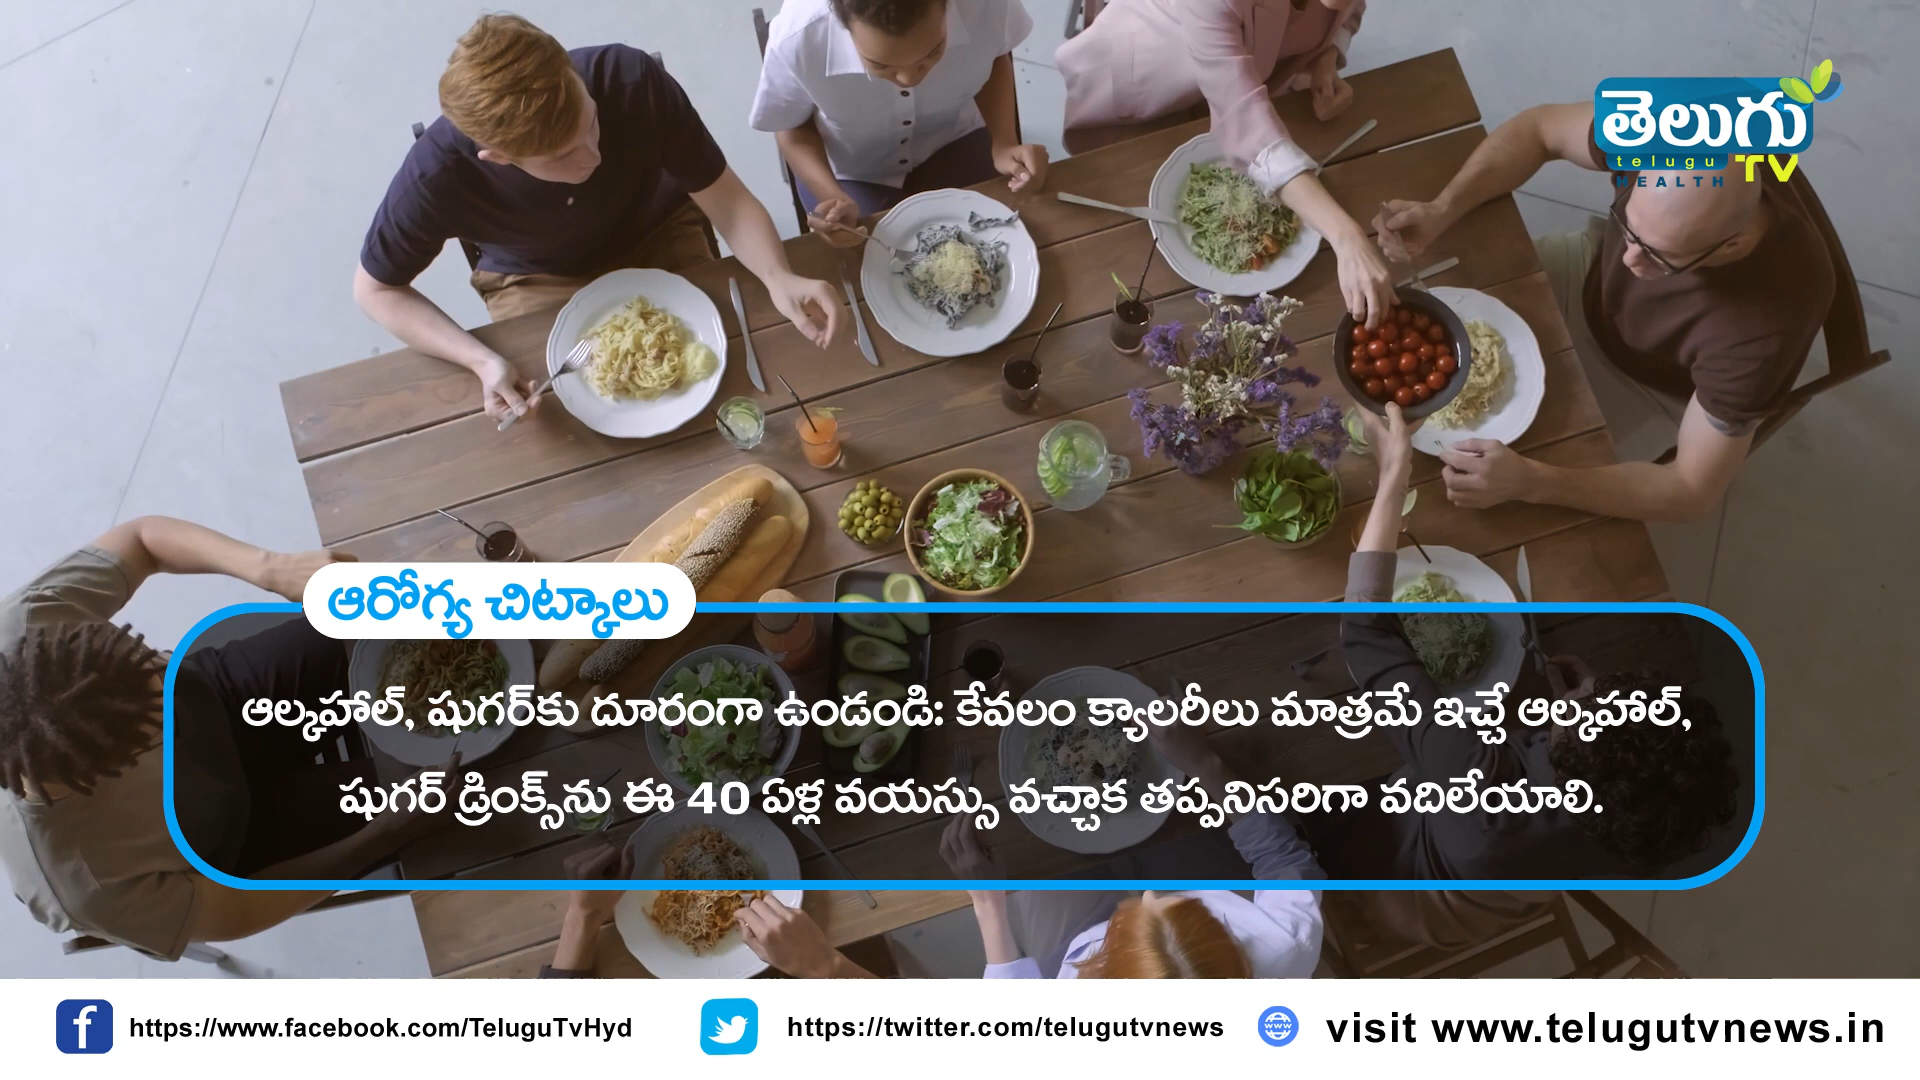 తెలుగు
telugu TV
HEALTH
ఆరోగ్య చిట్కాలు
ఆల్కహాల్, షుగర్‌కు దూరంగా ఉండండి: కేవలం క్యాలరీలు మాత్రమే ఇచ్చే ఆల్కహాల్,
షుగర్ డ్రింక్స్‌ను ఈ 40 ఏళ్ల వయస్సు వచ్చాక తప్పనిసరిగా వదిలేయాలి.
https://www.facebook.com/TeluguTvHyd
https://twitter.com/telugutvnews
www
visit www.telugutvnews.in